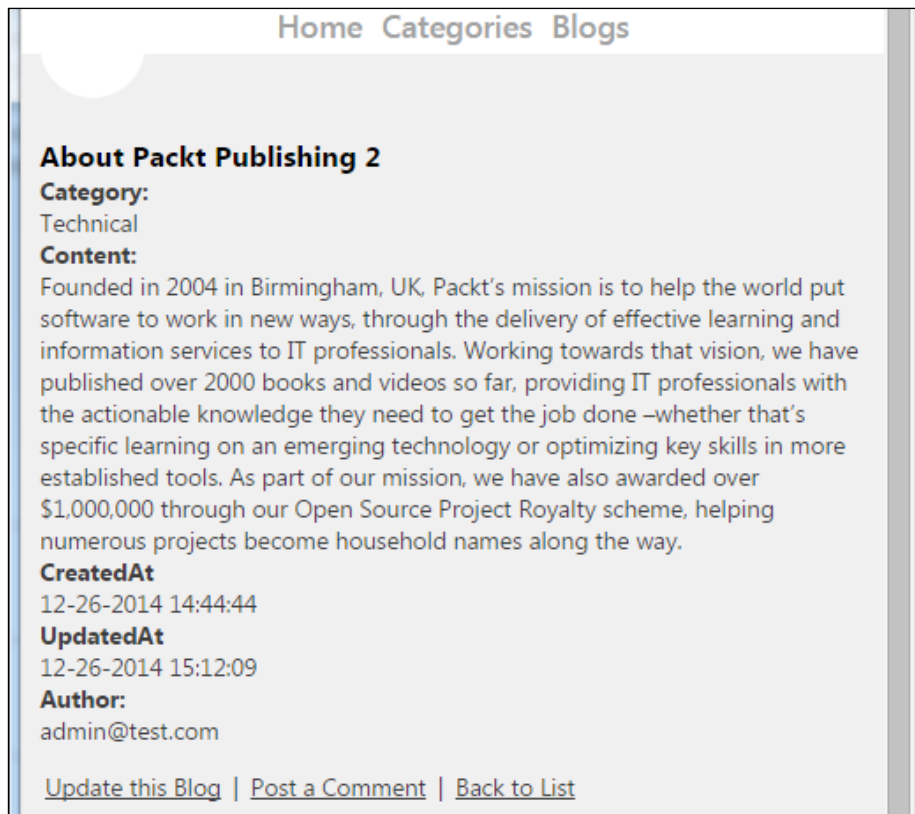 Home Categories Blogs
About Packt Publishing 2
Category:
Technical
Content:
Founded in 2004 in Birmingham, UK, Packt’s mission is to help the world put
software to work in new ways, through the delivery of effective learning and
information services to IT professionals. Working towards that vision, we have
published over 2000 books and videos so far, providing IT professionals with
the actionable knowledge they need to get the job done –whether that’s
specific learning on an emerging technology or optimizing key skills in more
established tools. As part of our mission, we have also awarded over
$1,000,000 through our Open Source Project Royalty scheme, helping
numerous projects become household names along the way.
CreatedAt
12-26-2014 14:44:44
UpdatedAt
12-26-2014 15:12:09
Author:
admin@test.com
Update this Blog | Post a Comment | Back to List